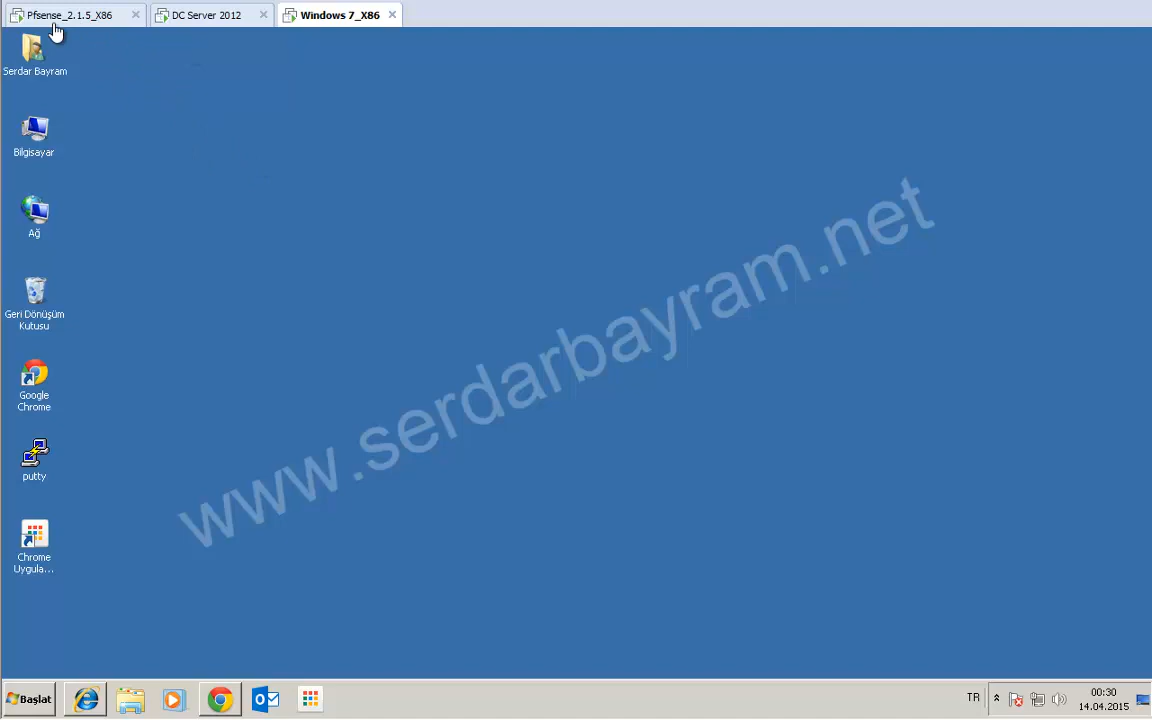 Pfsense_2.1.5_X86
DC Server 2012
Windows 7_X86
Serdar Bayram
Bilgisayar
Ağ
Geri Dönüşüm
Kutusu
Google
Chrome
putty
Chrome
Uygula...
www.serdarbayram.net
Başlat
TR
00:30
14.04.2015